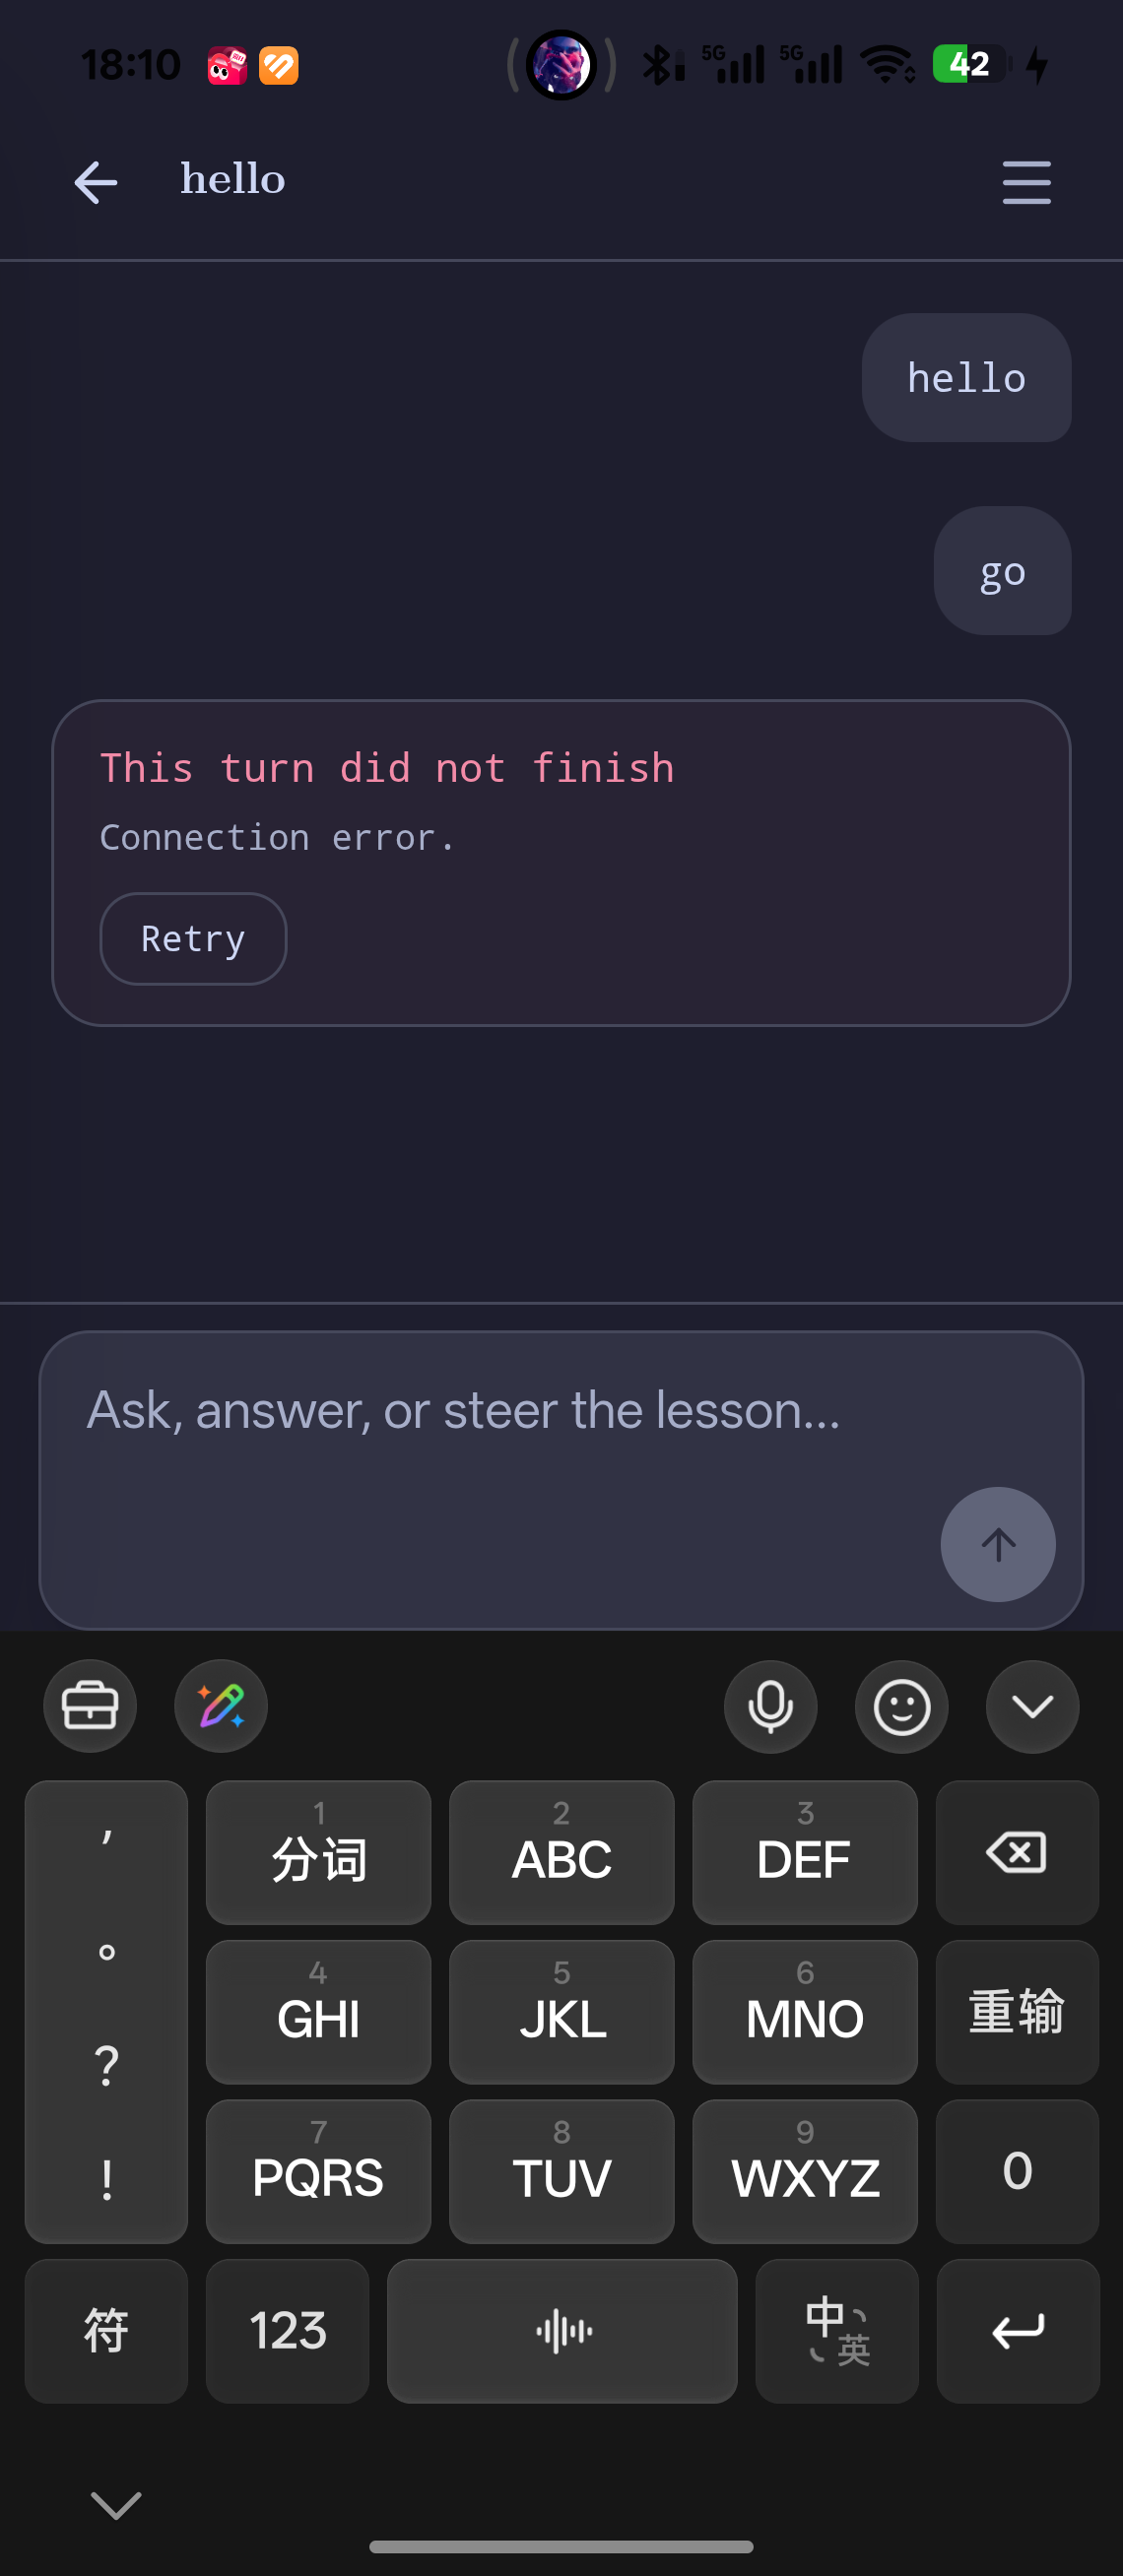 18:10
5G
5G
42
hello
hello
go
This turn did not finish
Connection error.
Retry
Ask, answer, or steer the lesson...
,
。
?
!
1
分词
2
ABC
3
DEF
4
GHI
5
JKL
6
MNO
重输
7
PQRS
8
TUV
9
WXYZ
0
符
123
中
英